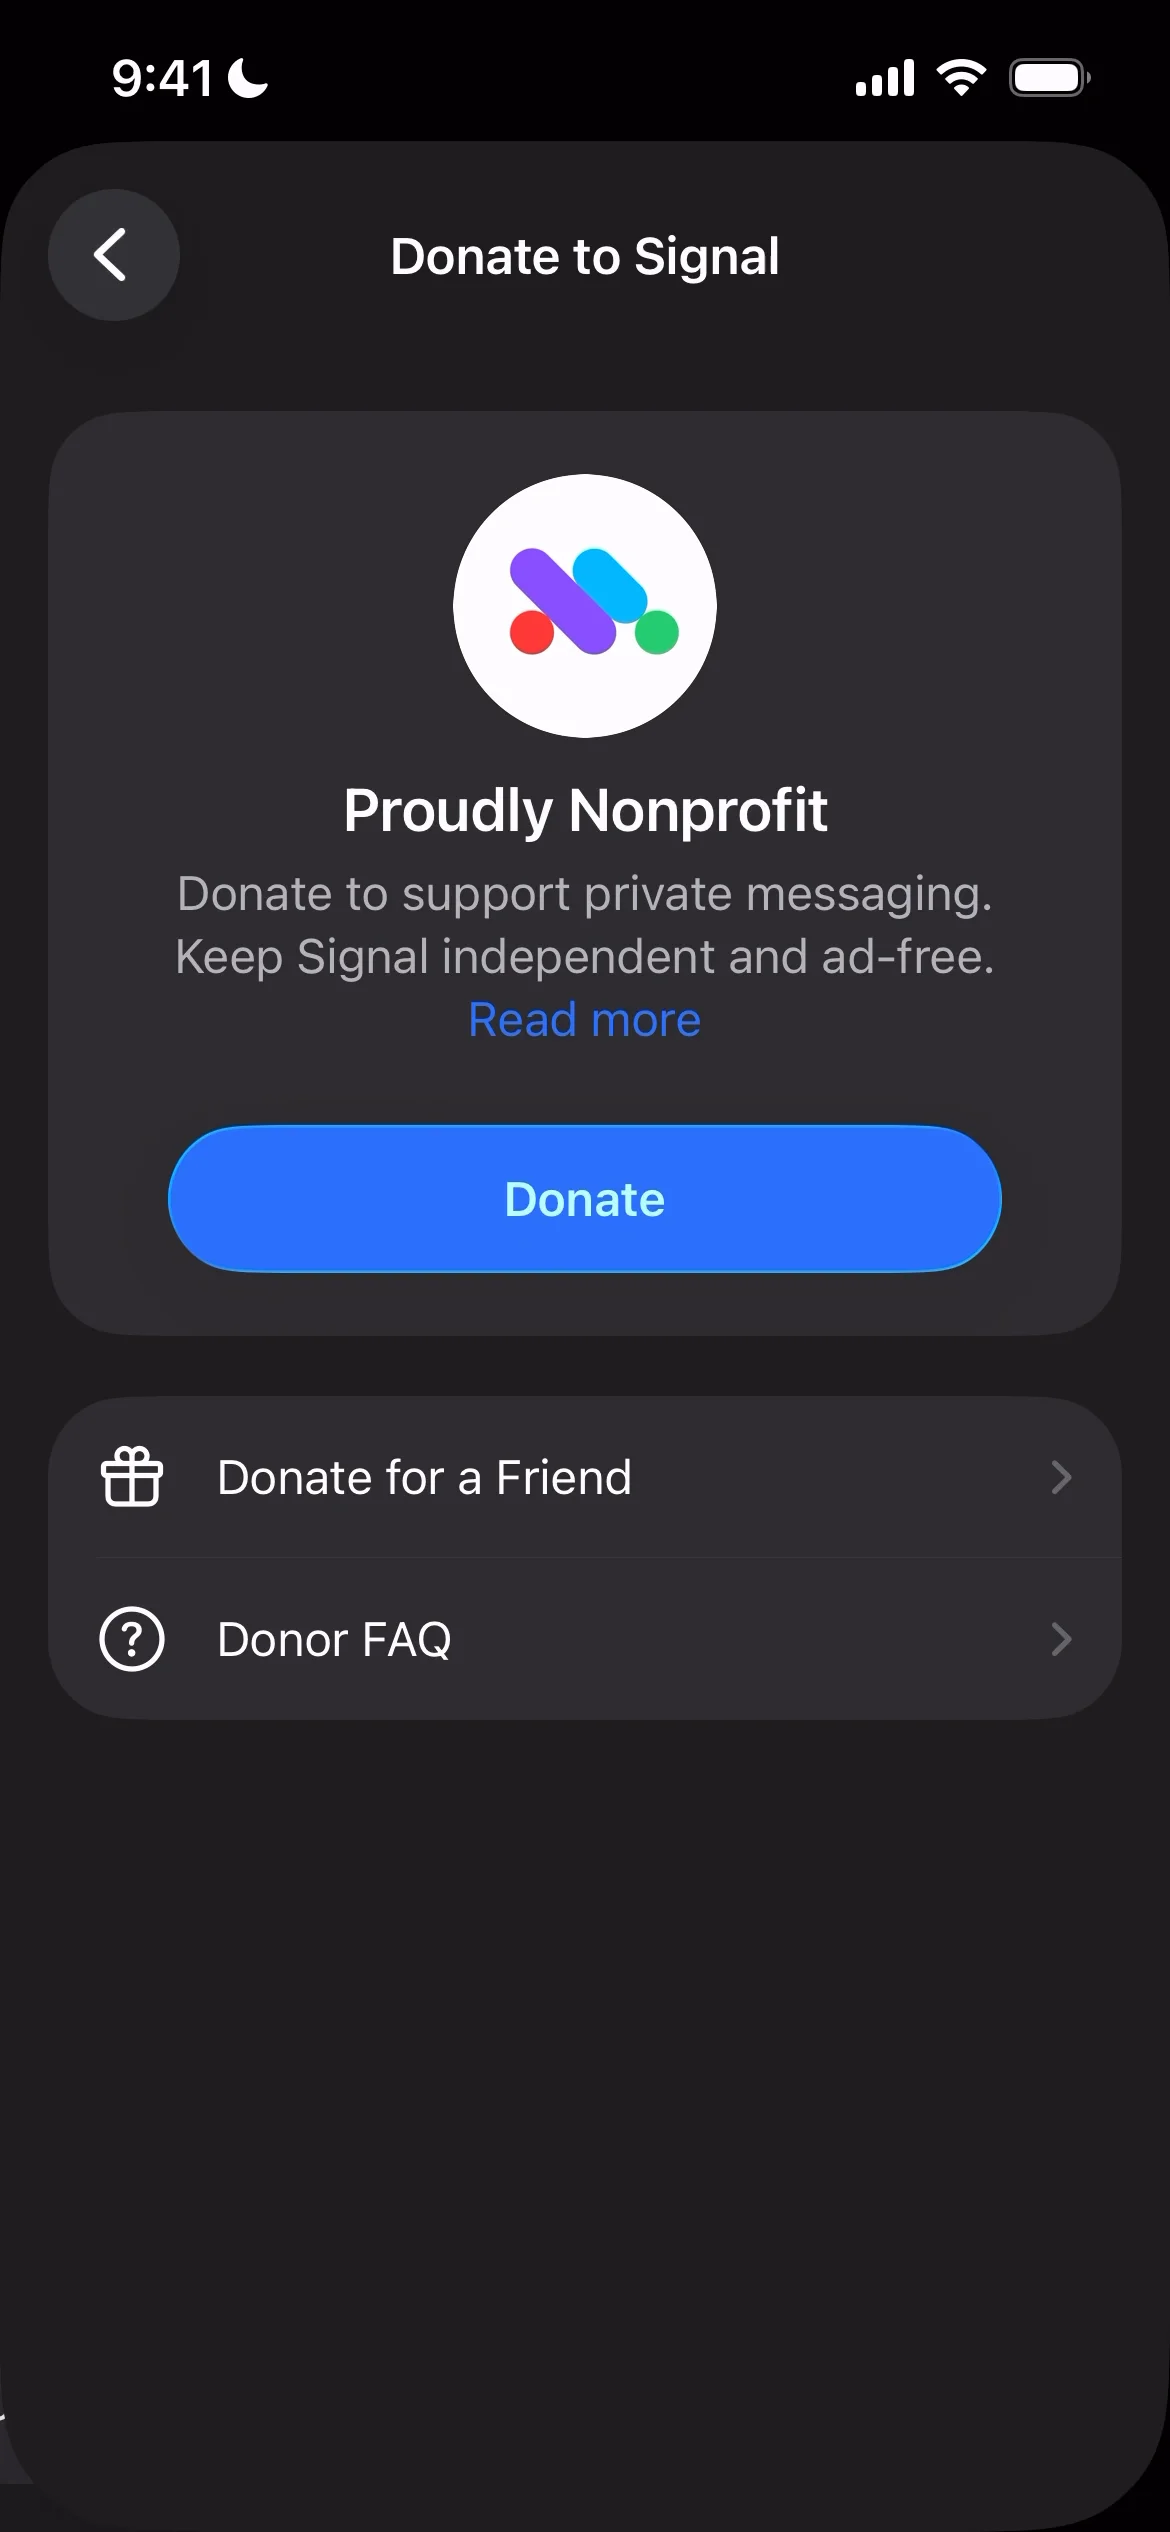 9:41
Donate to Signal
Proudly Nonprofit
Donate to support private messaging.
Keep Signal independent and ad-free.
Read more
Donate
Donate for a Friend
Donor FAQ